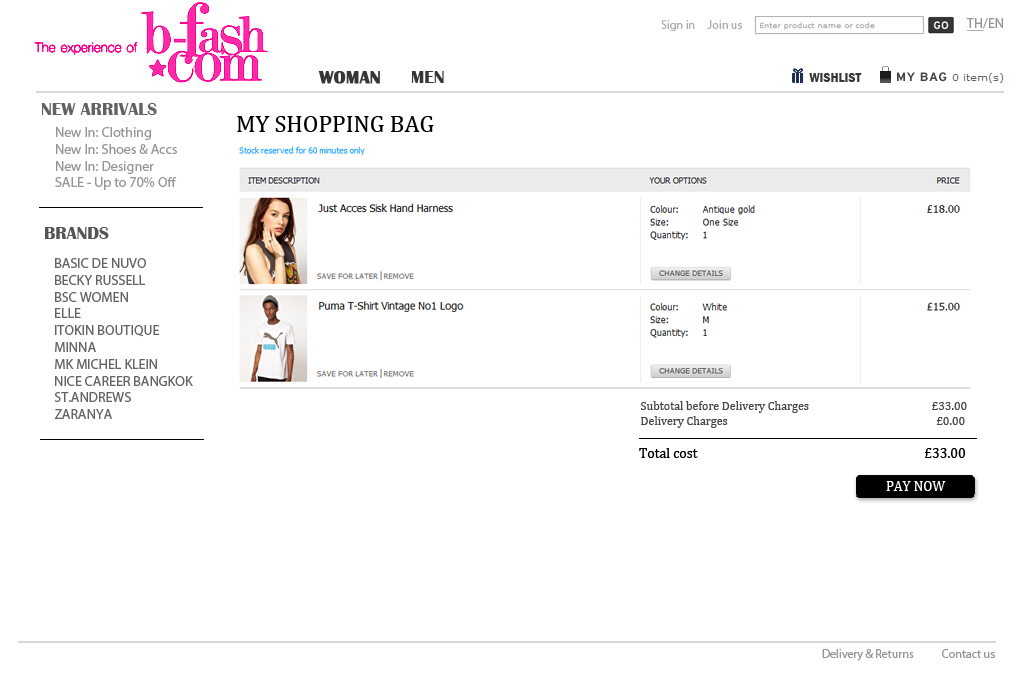 The experience of b-fash .com
Sign in Join us Enter product name or code GO TH/EN
WOMAN MEN
WISHLIST MY BAG 0 item(s)
NEW ARRIVALS
New In: Clothing
New In: Shoes & Accs
New In: Designer
SALE - Up to 70% Off
BRANDS
BASIC DE NUVO
BECKY RUSSELL
BSC WOMEN
ELLE
ITOKIN BOUTIQUE
MINNA
MK MICHEL KLEIN
NICE CAREER BANGKOK
ST.ANDREWS
ZARANYA
MY SHOPPING BAG
Stock reserved for 60 minutes only
ITEM DESCRIPTION YOUR OPTIONS PRICE
Just Acces Sisk Hand Harness
Colour: Antique gold £18.00
Size: One Size
Quantity: 1
SAVE FOR LATER | REMOVE CHANGE DETAILS
Puma T-Shirt Vintage No1 Logo
Colour: White £15.00
Size: M
Quantity: 1
SAVE FOR LATER | REMOVE CHANGE DETAILS
Subtotal before Delivery Charges £33.00
Delivery Charges £0.00
Total cost £33.00
PAY NOW
Delivery & Returns Contact us